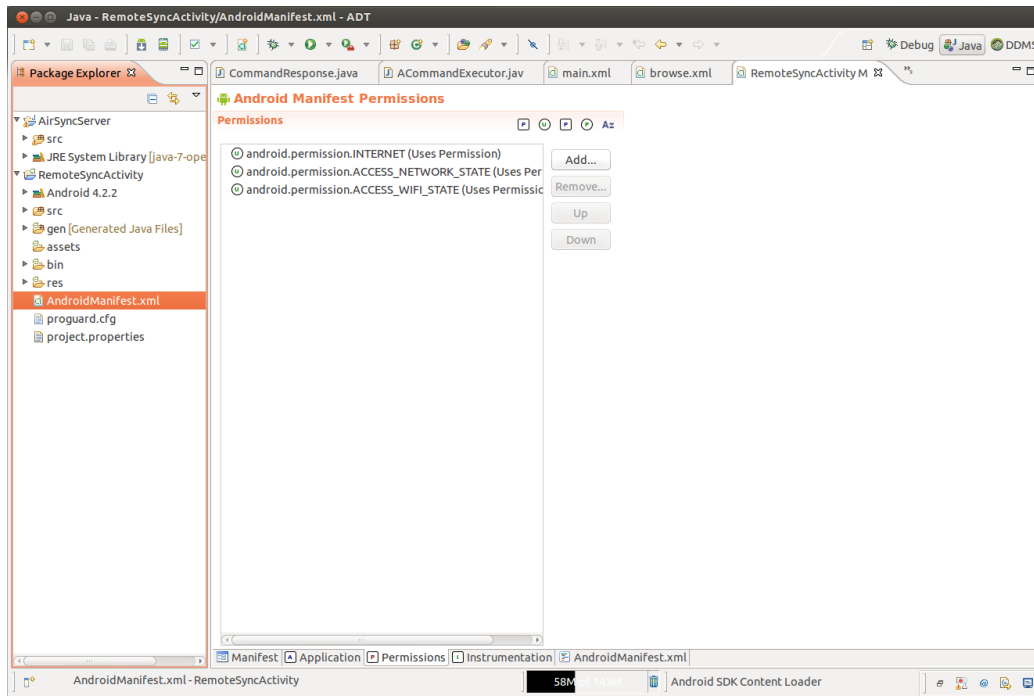 Java - RemoteSyncActivity/AndroidManifest.xml - ADT
Debug Java DDMS
Package Explorer
CommandResponse.java ACommandExecutor.jav main.xml browse.xml RemoteSyncActivity M
Android Manifest Permissions
Permissions
AirSyncServer
src
JRE System Library [java-7-ope
RemoteSyncActivity
Android 4.2.2
src
gen [Generated Java Files]
assets
bin
res
AndroidManifest.xml
proguard.cfg
project.properties
P U P P Az
U android.permission.INTERNET (Uses Permission)
U android.permission.ACCESS_NETWORK_STATE (Uses Per
U android.permission.ACCESS_WIFI_STATE (Uses Permissic
Add...
Remove...
Up
Down
Manifest A Application P Permissions I Instrumentation AndroidManifest.xml
AndroidManifest.xml - RemoteSyncActivity
58M of 143M
Android SDK Content Loader